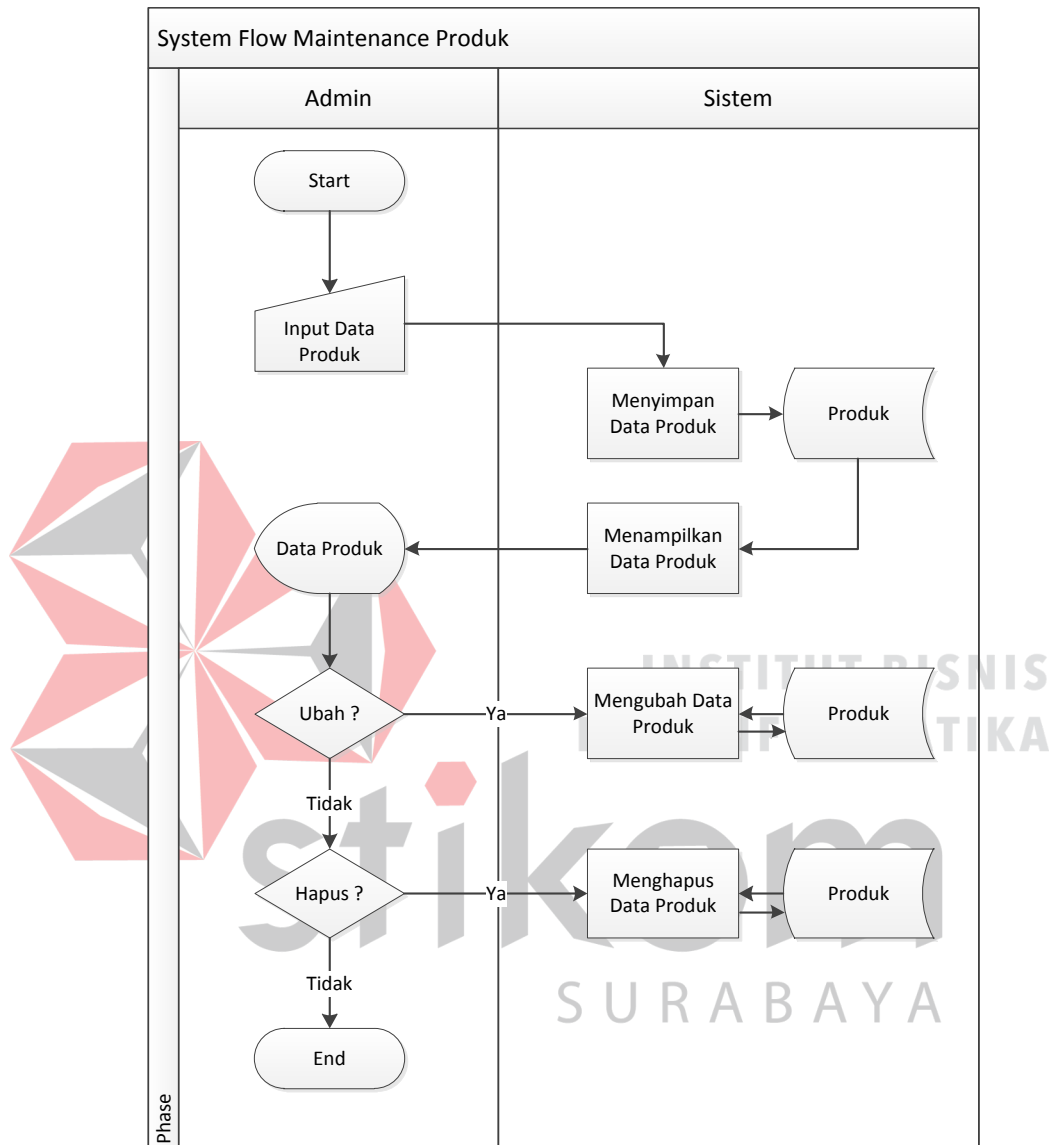 System Flow Maintenance Produk
Phase
Admin
Sistem
Start
Input Data
Produk
Menyimpan
Data Produk
Produk
Menampilkan
Data Produk
Data Produk
Ubah ?
Ya
Mengubah Data
Produk
Produk
Tidak
Hapus ?
Ya
Menghapus
Data Produk
Produk
Tidak
End
INSTITUT BISNIS
stikom
SURABAYA